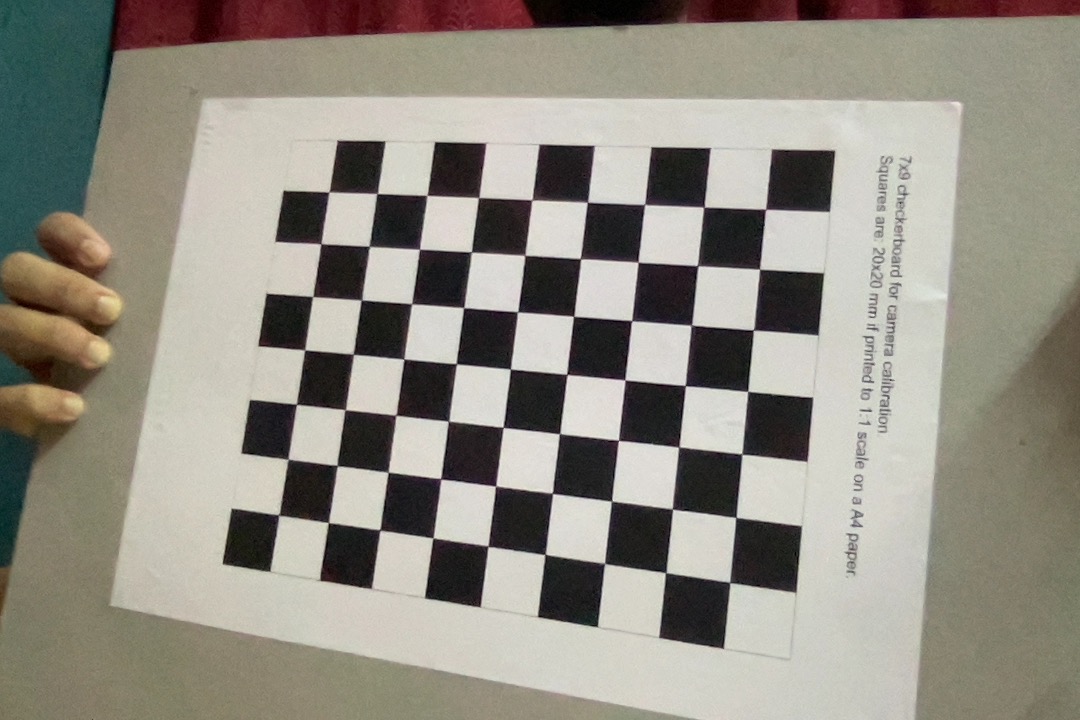 7x9 checkerboard for camera calibration
Squares are: 20x20 mm if printed to 1:1 scale on a A4 paper.